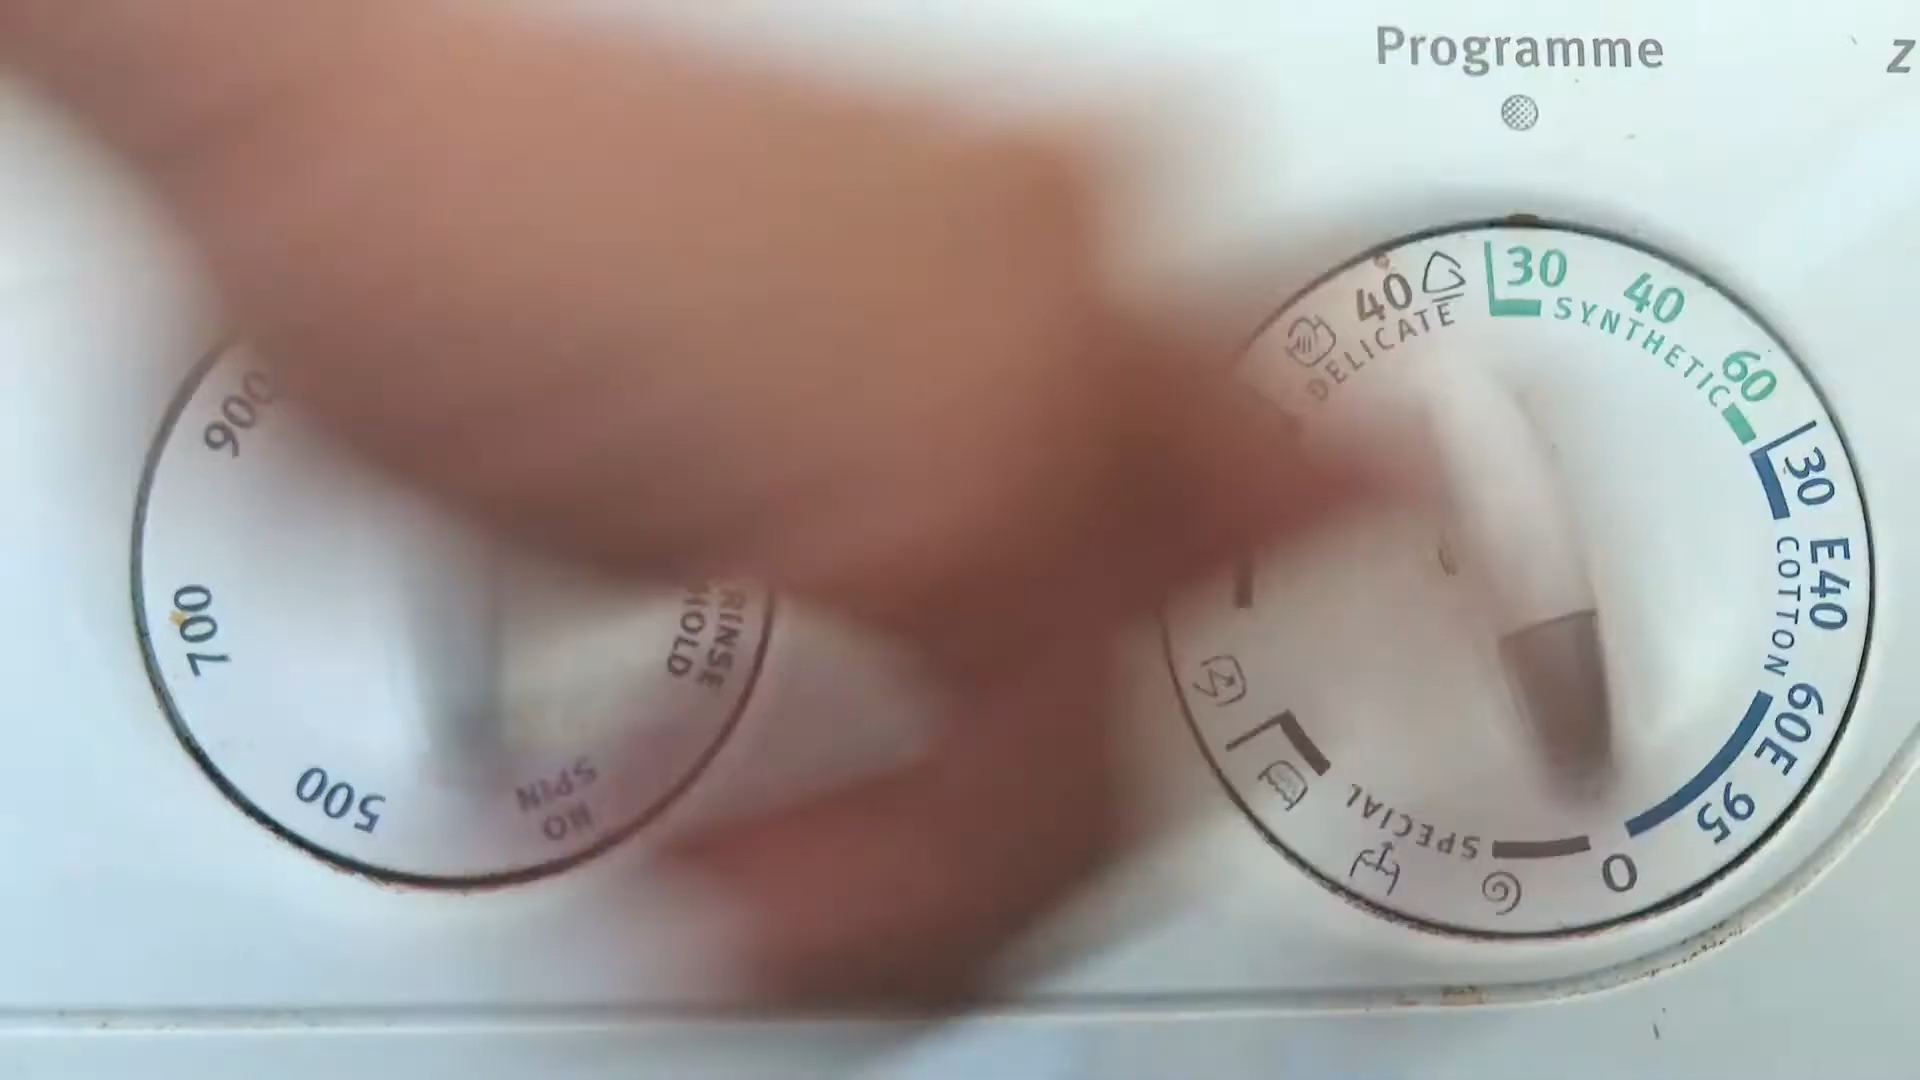 Programme
Z
900
700
500
NO
SPIN
RINSE
HOLD
40
DELICATE
30 40 60
SYNTHETIC
30 E40 60E 95
COTTON
0
SPECIAL